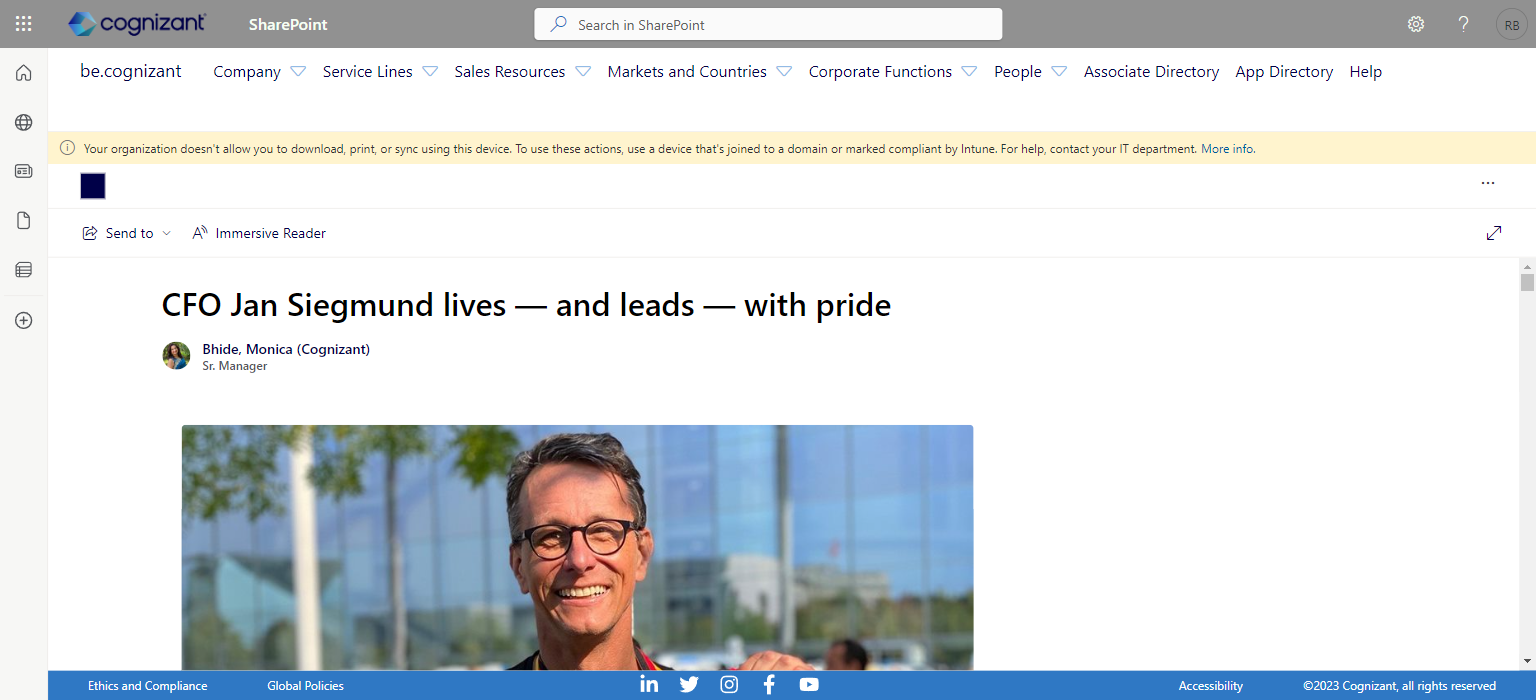 cognizant SharePoint Search in SharePoint ? RB
be.cognizant Company Service Lines Sales Resources Markets and Countries Corporate Functions People Associate Directory App Directory Help
Your organization doesn't allow you to download, print, or sync using this device. To use these actions, use a device that's joined to a domain or marked compliant by Intune. For help, contact your IT department. More info.
Send to Immersive Reader
CFO Jan Siegmund lives — and leads — with pride
Bhide, Monica (Cognizant)
Sr. Manager
Ethics and Compliance Global Policies Accessibility ©2023 Cognizant, all rights reserved